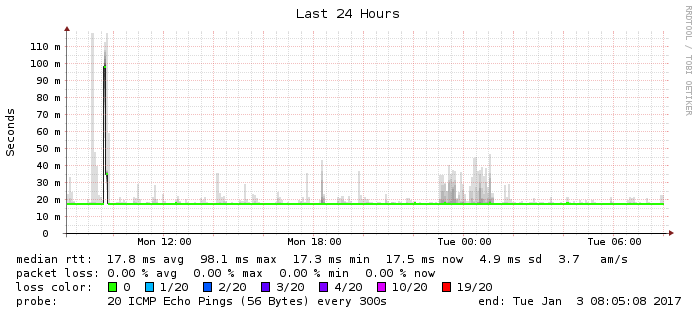 Last 24 Hours
RRDTOOL / TOBI OETIKER
Seconds
110 m
100 m
90 m
80 m
70 m
60 m
50 m
40 m
30 m
20 m
10 m
0
Mon 12:00 Mon 18:00 Tue 00:00 Tue 06:00
median rtt: 17.8 ms avg 98.1 ms max 17.3 ms min 17.5 ms now 4.9 ms sd 3.7 am/s
packet loss: 0.00 % avg 0.00 % max 0.00 % min 0.00 % now
loss color: 0 1/20 2/20 3/20 4/20 10/20 19/20
probe: 20 ICMP Echo Pings (56 Bytes) every 300s end: Tue Jan 3 08:05:08 2017